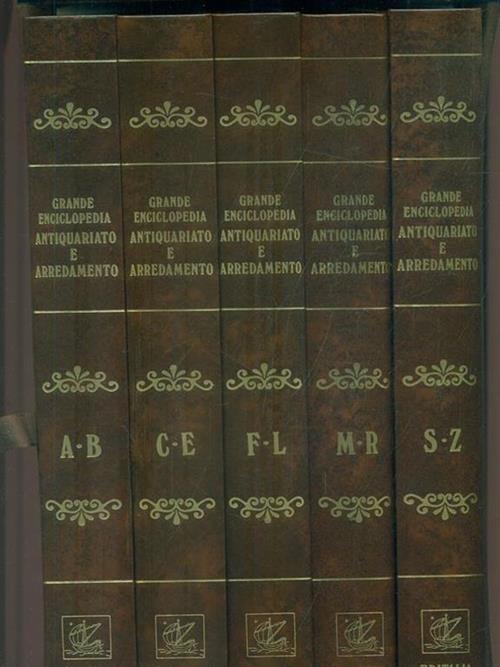 GRANDE
ENCICLOPEDIA
ANTIQUARIATO
E
ARREDAMENTO
A-B
GRANDE
ENCICLOPEDIA
ANTIQUARIATO
E
ARREDAMENTO
C-E
GRANDE
ENCICLOPEDIA
ANTIQUARIATO
E
ARREDAMENTO
F-L
GRANDE
ENCICLOPEDIA
ANTIQUARIATO
E
ARREDAMENTO
M-R
GRANDE
ENCICLOPEDIA
ANTIQUARIATO
E
ARREDAMENTO
S-Z